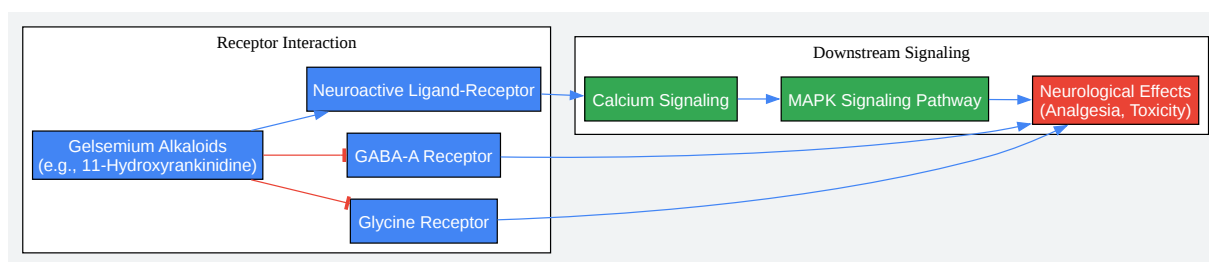 Receptor Interaction
Neuroactive Ligand-Receptor
Gelsemium Alkaloids
(e.g., 11-Hydroxyrankinidine)
GABA-A Receptor
Glycine Receptor
Downstream Signaling
Calcium Signaling
MAPK Signaling Pathway
Neurological Effects
(Analgesia, Toxicity)